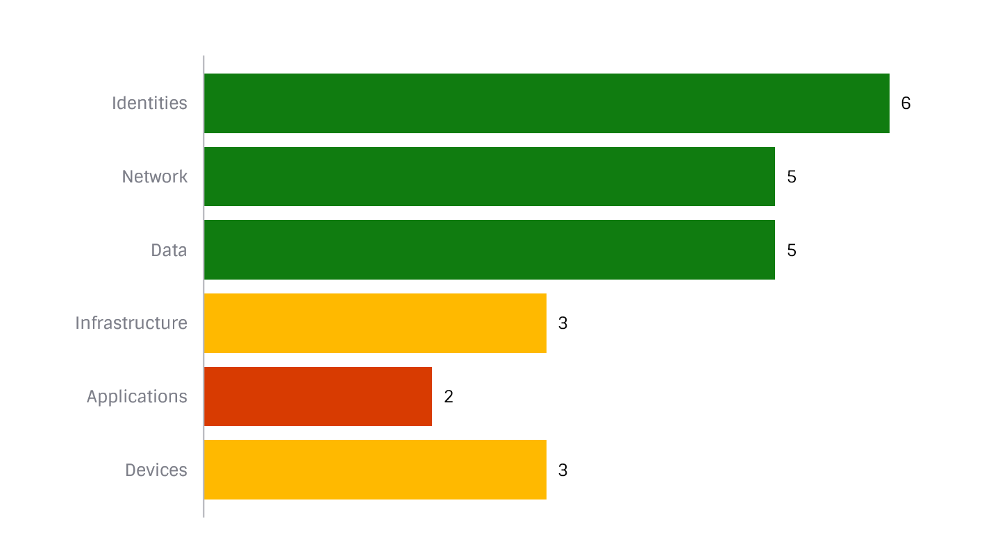 Identities 6
Network 5
Data 5
Infrastructure 3
Applications 2
Devices 3